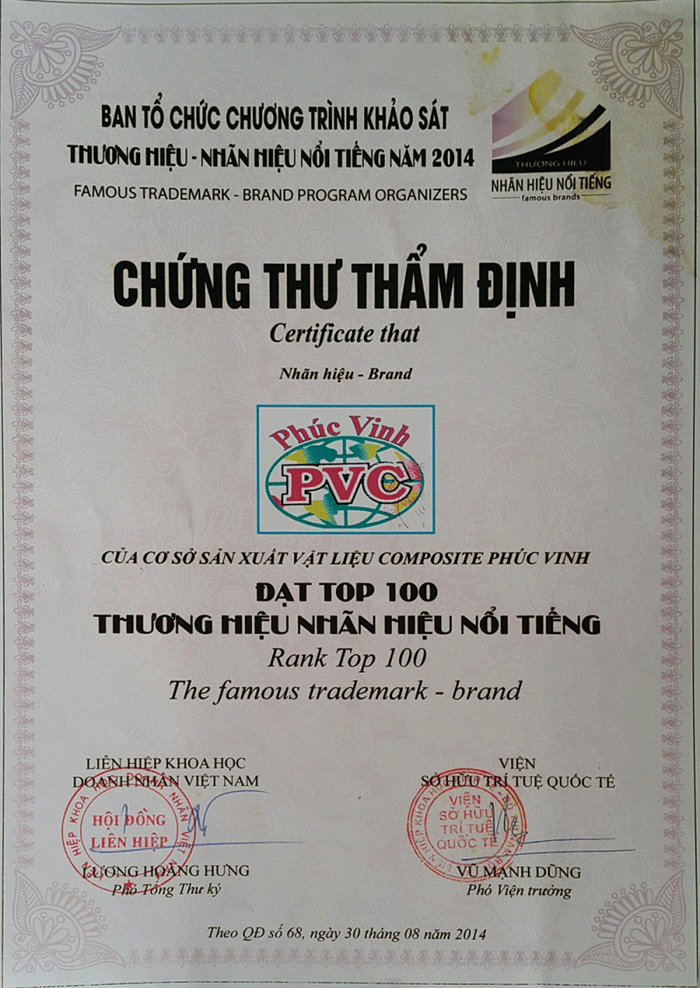 BAN TỔ CHỨC CHƯƠNG TRÌNH KHẢO SÁT
THƯƠNG HIỆU - NHÃN HIỆU NỔI TIẾNG NĂM 2014
FAMOUS TRADEMARK - BRAND PROGRAM ORGANIZERS
THƯƠNG HIỆU
NHÃN HIỆU NỔI TIẾNG
famous brands
CHỨNG THƯ THẨM ĐỊNH
Certificate that
Nhãn hiệu - Brand
Phúc Vinh
PVC
CỦA CƠ SỞ SẢN XUẤT VẬT LIỆU COMPOSITE PHÚC VINH
ĐẠT TOP 100
THƯƠNG HIỆU NHÃN HIỆU NỔI TIẾNG
Rank Top 100
The famous trademark - brand
LIÊN HIỆP KHOA HỌC
DOANH NHÂN VIỆT NAM
HỘI ĐỒNG
LIÊN HIỆP
LƯƠNG HOÀNG HƯNG
Phó Tổng Thư ký
VIỆN
SỞ HỮU TRÍ TUỆ QUỐC TẾ
VIỆN
SỞ HỮU
TRÍ TUỆ
QUỐC TẾ
VŨ MẠNH DŨNG
Phó Viện trưởng
Theo QĐ số 68, ngày 30 tháng 08 năm 2014